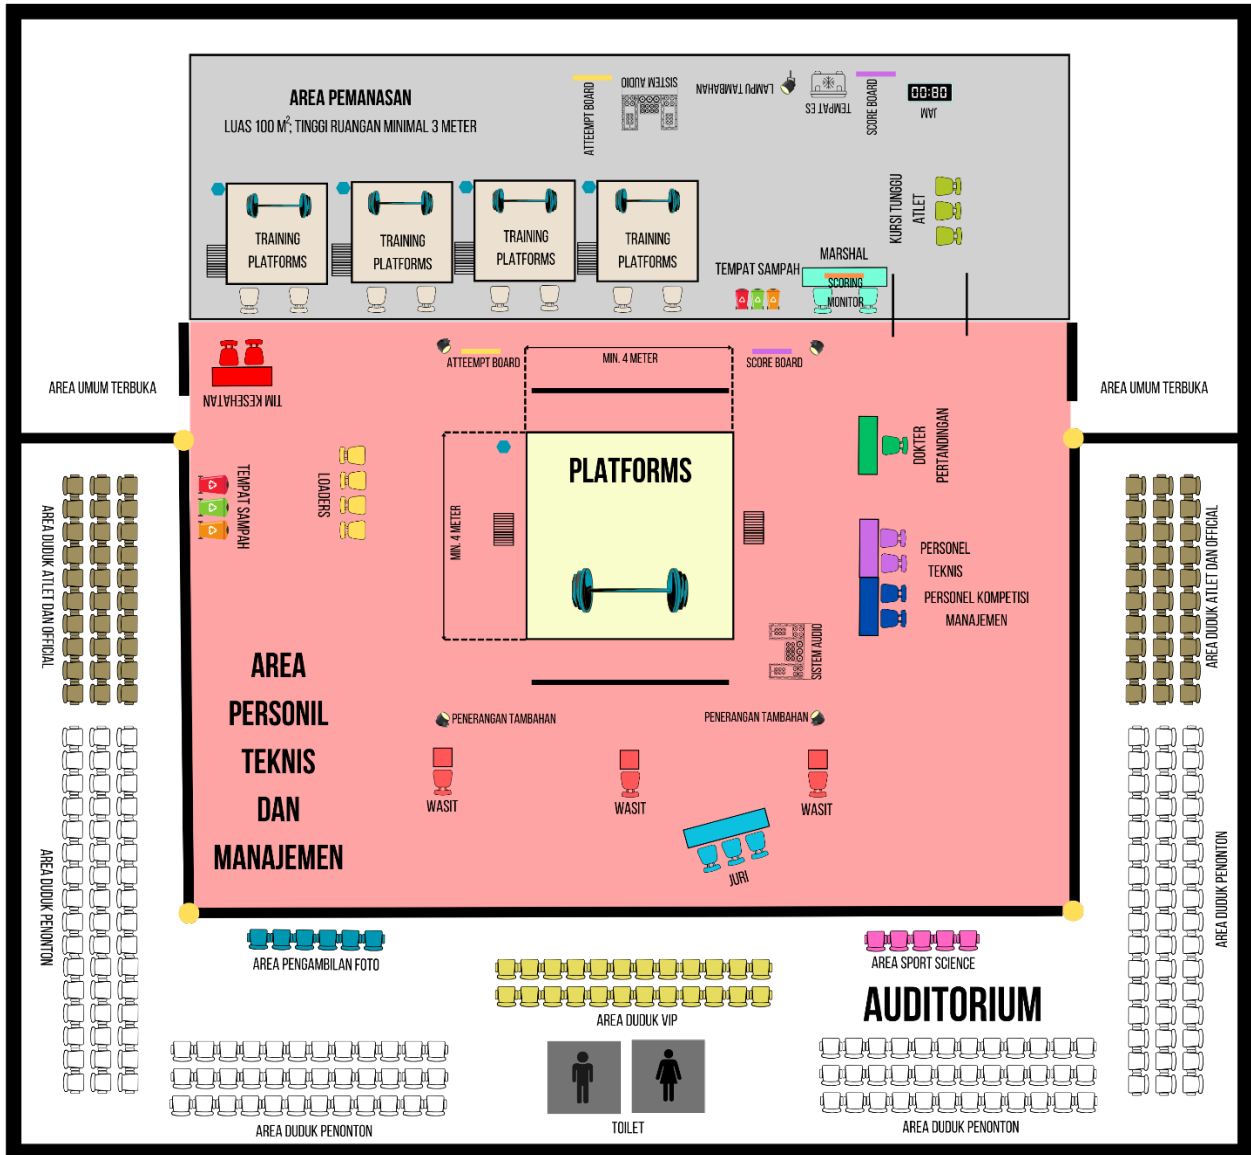 AREA PEMANASAN
LUAS 100 M²; TINGGI RUANGAN MINIMAL 3 METER
ATTEEMPT BOARD
SISTEM AUDIO
LAMPU TAMBAHAN
TEMPAT ES
SCORE BOARD
00:80
JAM
TRAINING
PLATFORMS
TRAINING
PLATFORMS
TRAINING
PLATFORMS
TRAINING
PLATFORMS
KURSI TUNGGU
ATLET
TEMPAT SAMPAH
MARSHAL
SCORING
MONITOR
AREA UMUM TERBUKA
TIM KESEHATAN
ATTEEMPT BOARD
MIN. 4 METER
SCORE BOARD
AREA UMUM TERBUKA
TEMPAT SAMPAH
LOADERS
MIN. 4 METER
PLATFORMS
DOKTER
PERTANDINGAN
PERSONEL
TEKNIS
PERSONEL KOMPETISI
MANAJEMEN
SISTEM AUDIO
AREA DUDUK ATLET DAN OFFICIAL
AREA DUDUK ATLET DAN OFFICIAL
AREA
PERSONIL
TEKNIS
DAN
MANAJEMEN
PENERANGAN TAMBAHAN
PENERANGAN TAMBAHAN
WASIT
WASIT
WASIT
JURI
AREA DUDUK PENONTON
AREA DUDUK PENONTON
AREA PENGAMBILAN FOTO
AREA SPORT SCIENCE
AREA DUDUK VIP
AUDITORIUM
AREA DUDUK PENONTON
TOILET
AREA DUDUK PENONTON